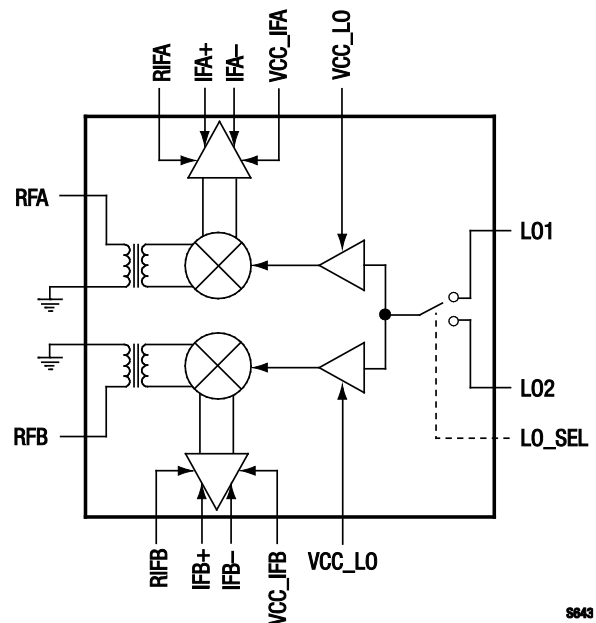 RIFA
IFA+
IFA–
VCC_IFA
VCC_LO
RFA
LO1
LO2
RFB
LO_SEL
RIFB
IFB+
IFB–
VCC_IFB
VCC_LO
S643